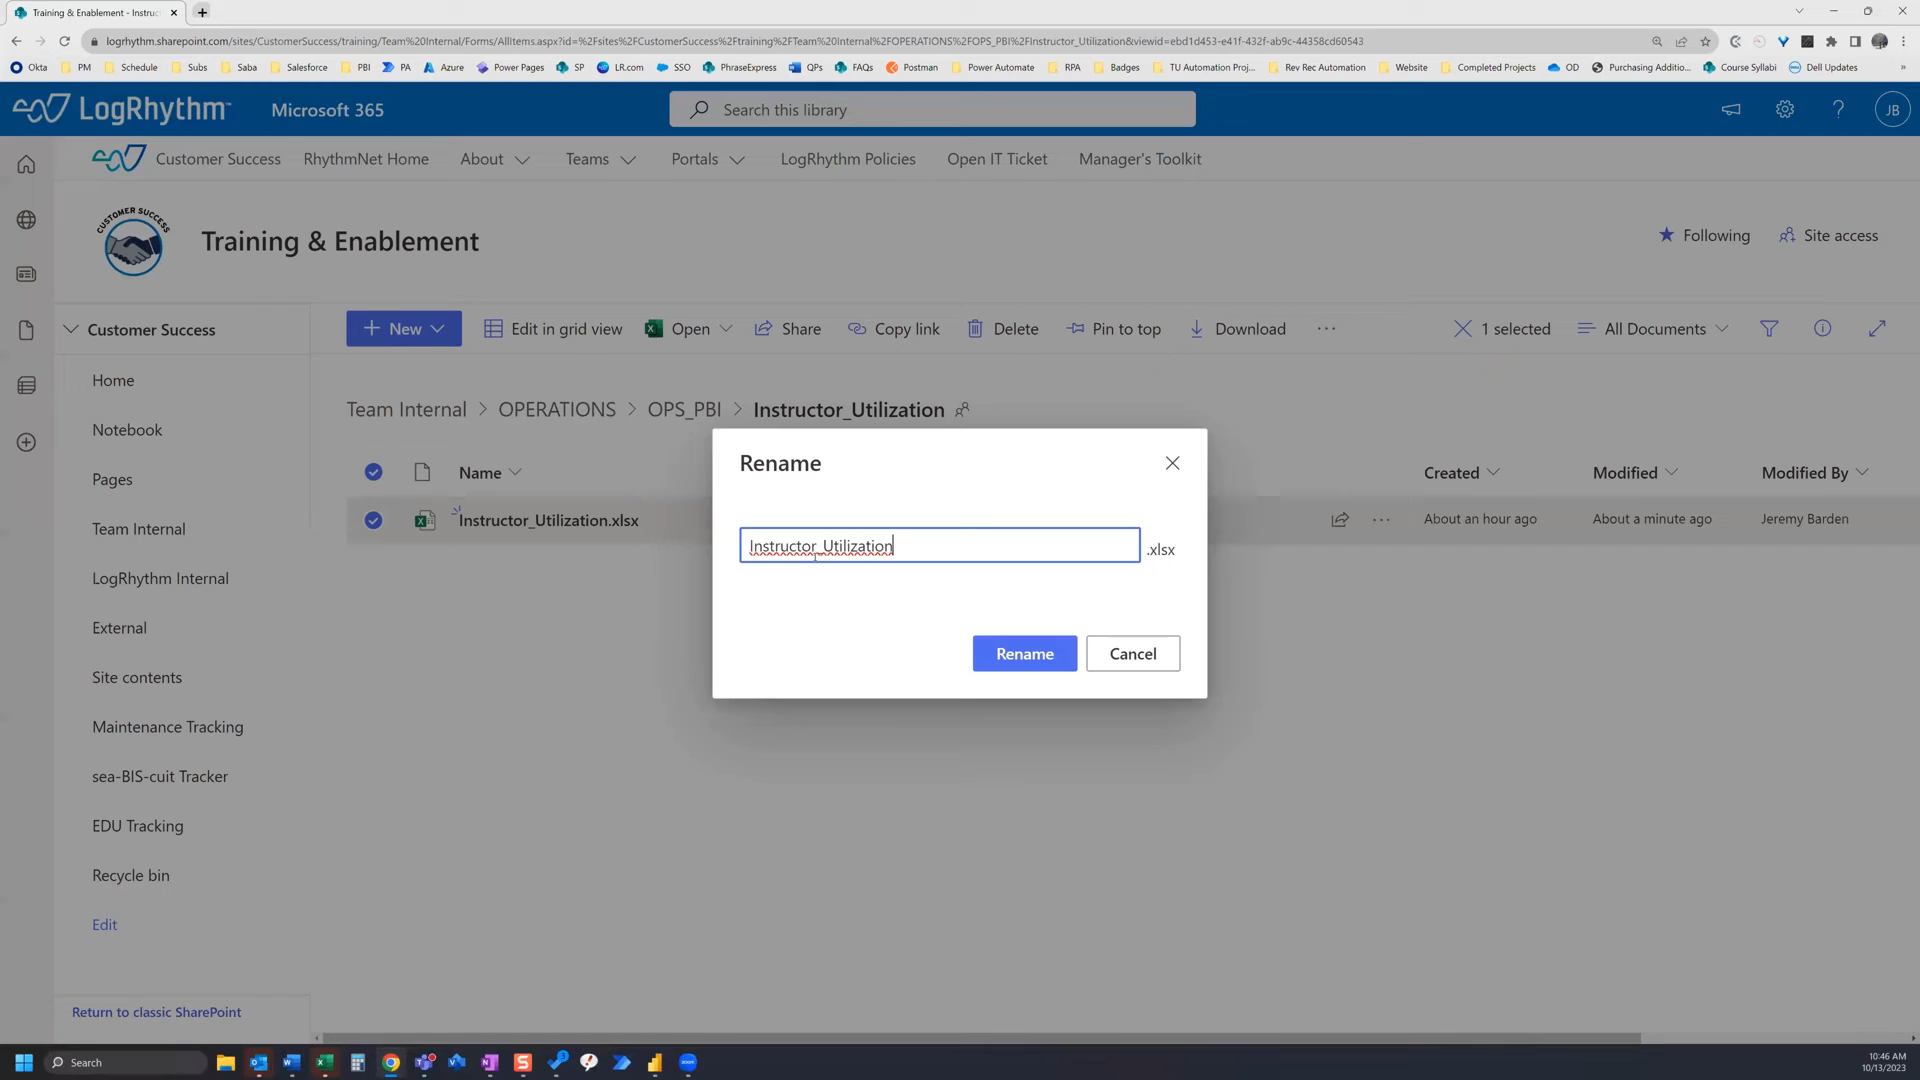 Training & Enablement - Instruc
logrhythm.sharepoint.com/sites/CustomerSuccess/training/Team%20Internal/Forms/AllItems.aspx?id=%2Fsites%2FCustomerSuccess%2Ftraining%2FTeam%20Internal%2FOPERATIONS%2FOPS_PBI%2FInstructor_Utilization&viewid=ebd1d453-e41f-432f-ab9c-44358cd60543
Okta PM Schedule Subs Saba Salesforce PBI PA Azure Power Pages SP LR.com SSO PhraseExpress QPs FAQs Postman Power Automate RPA Badges TU Automation Proj... Rev Rec Automation Website Completed Projects OD Purchasing Additio... Course Syllabi Dell Updates »
LogRhythm Microsoft 365 Search this library ? JB
Customer Success RhythmNet Home About Teams Portals LogRhythm Policies Open IT Ticket Manager's Toolkit
CUSTOMER SUCCESS
Training & Enablement
Following Site access
Customer Success
+ New Edit in grid view Open Share Copy link Delete Pin to top Download ... 1 selected All Documents
Home
Notebook
Pages
Team Internal
LogRhythm Internal
External
Site contents
Maintenance Tracking
sea-BIS-cuit Tracker
EDU Tracking
Recycle bin
Edit
Return to classic SharePoint
Team Internal > OPERATIONS > OPS_PBI > Instructor_Utilization
Name Created Modified Modified By
Instructor_Utilization.xlsx About an hour ago About a minute ago Jeremy Barden
Rename
Instructor_Utilization .xlsx
Rename Cancel
Search
10:46 AM
10/13/2023